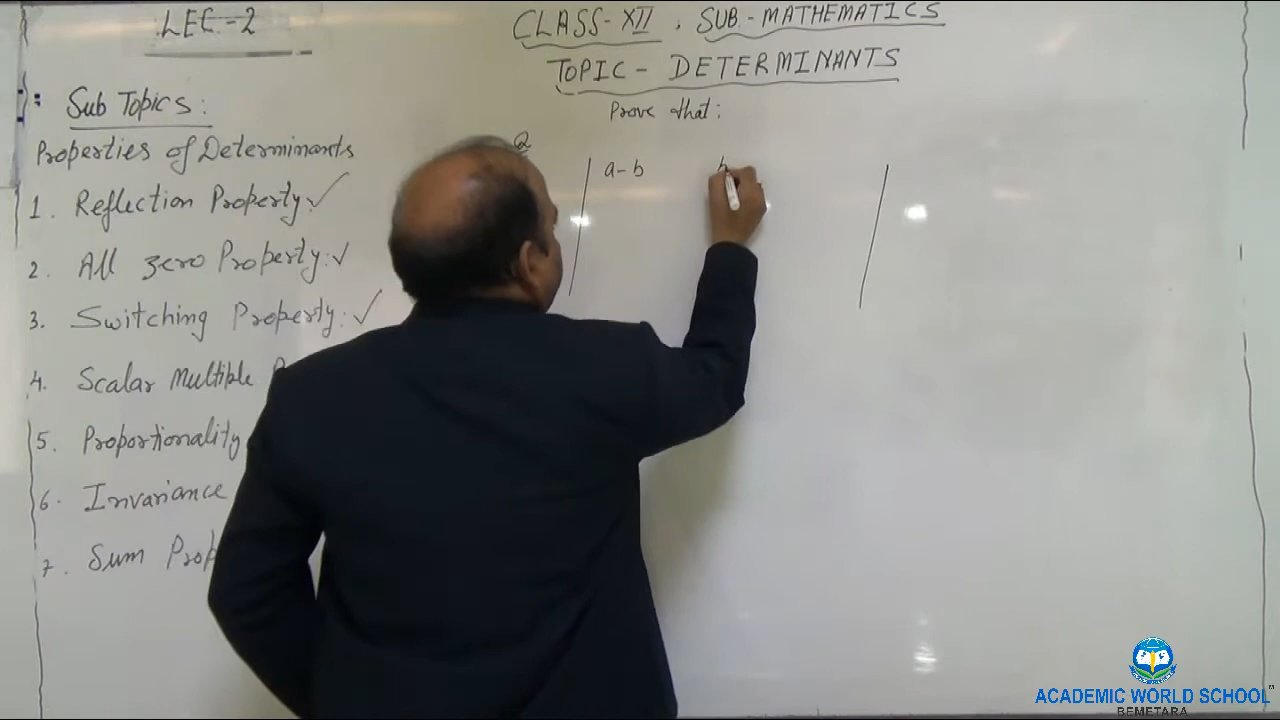 LEC.-2
CLASS-XII , SUB.-MATHEMATICS
TOPIC - DETERMINANTS
Sub Topics:
Properties of Determinants
1. Reflection Property ✓
2. All zero Property: ✓
3. Switching Property: ✓
4. Scalar Multiple
5. Proportionality
6. Invariance
7. Sum
Prove that:
Q
a-b
ACADEMIC WORLD SCHOOL
BEMETARA